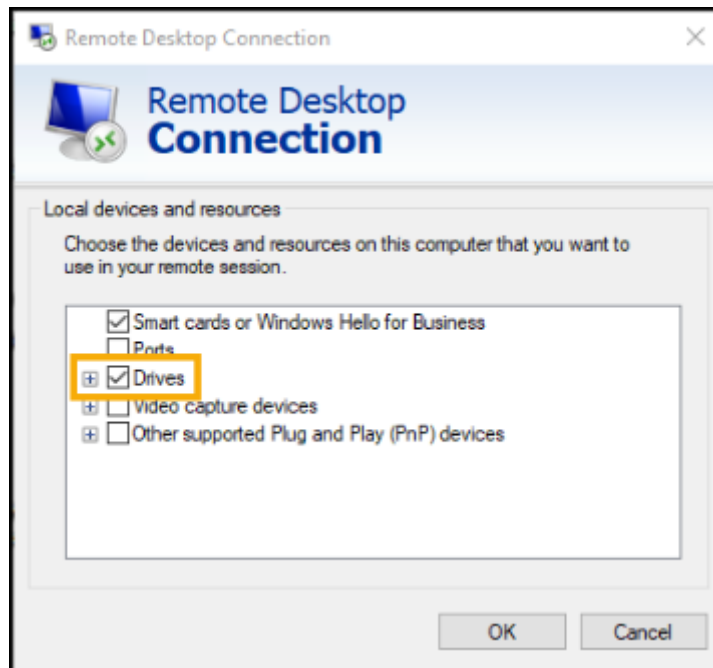 Remote Desktop Connection
Remote Desktop
Connection
Local devices and resources
Choose the devices and resources on this computer that you want to
use in your remote session.
Smart cards or Windows Hello for Business
Ports
Drives
Video capture devices
Other supported Plug and Play (PnP) devices
OK Cancel